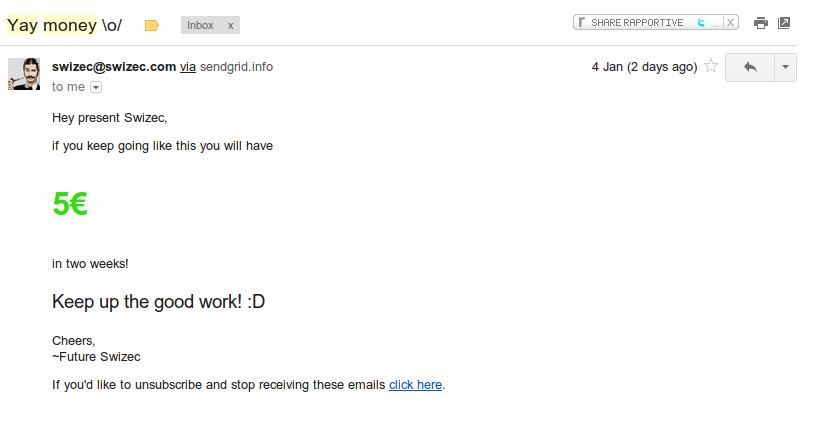 Yay money \o/
Inbox x
SHARE RAPPORTIVE ... X
swizec@swizec.com via sendgrid.info
4 Jan (2 days ago)
to me
Hey present Swizec,
if you keep going like this you will have
5€
in two weeks!
Keep up the good work! :D
Cheers,
~Future Swizec
If you'd like to unsubscribe and stop receiving these emails click here.